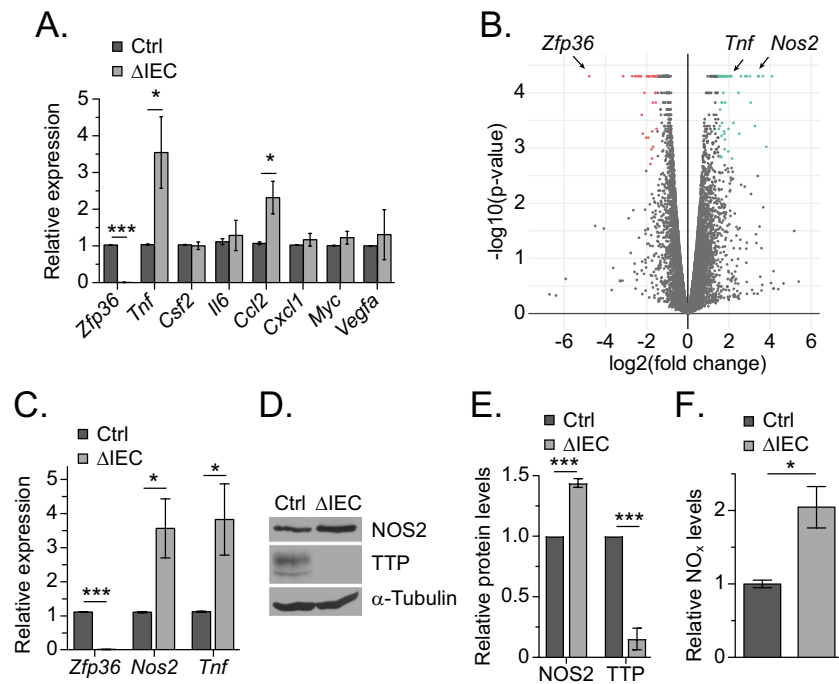 A.
Ctrl
ΔIEC
Relative expression
5
4
3
2
1
0
***
*
*
Zfp36
Tnf
Csf2
Il6
Ccl2
Cxcl1
Myc
Vegfa
B.
Zfp36
Tnf
Nos2
-log10(p-value)
4
3
2
1
0
-6 -4 -2 0 2 4 6
log2(fold change)
C.
Ctrl
ΔIEC
Relative expression
5
4
3
2
1
0
***
*
*
Zfp36 Nos2 Tnf
D.
Ctrl ΔIEC
NOS2
TTP
α-Tubulin
E.
Ctrl
ΔIEC
Relative protein levels
1.5
1.0
0.5
0
***
***
NOS2 TTP
F.
Ctrl
ΔIEC
Relative NOx levels
2
1
0
*